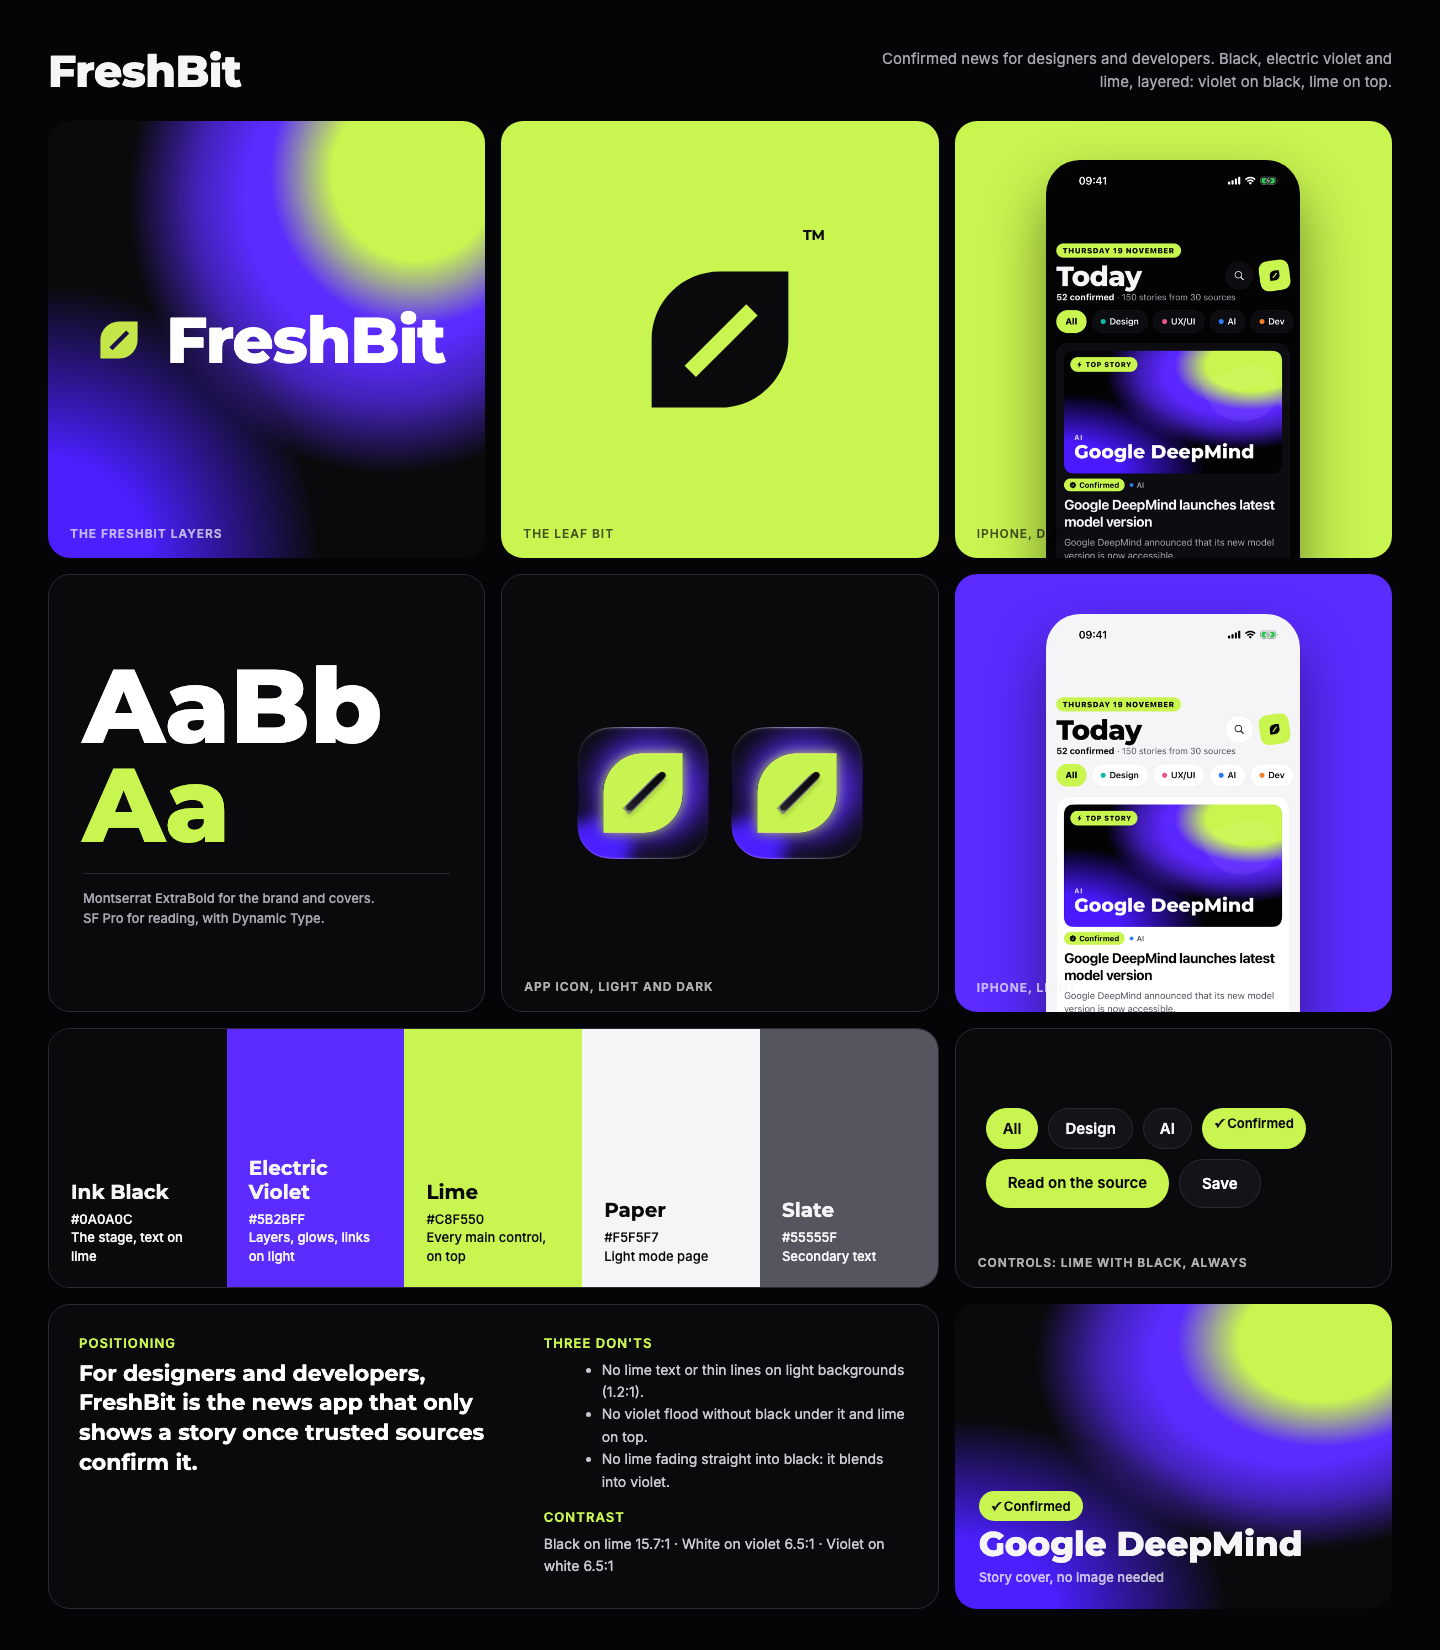 FreshBit
Confirmed news for designers and developers. Black, electric violet and
lime, layered: violet on black, lime on top.
FreshBit
THE FRESHBIT LAYERS
TM
THE LEAF BIT
09:41
THURSDAY 19 NOVEMBER
Today
52 confirmed · 150 stories from 30 sources
All
Design
UX/UI
AI
Dev
TOP STORY
AI
Google DeepMind
Confirmed
AI
Google DeepMind launches latest
model version
Google DeepMind announced that its new model
version is now accessible
IPHONE,
AaBb
Aa
Montserrat ExtraBold for the brand and covers.
SF Pro for reading, with Dynamic Type.
APP ICON, LIGHT AND DARK
09:41
THURSDAY 19 NOVEMBER
Today
52 confirmed · 150 stories from 30 sources
All
Design
UX/UI
AI
Dev
TOP STORY
AI
Google DeepMind
Confirmed
AI
Google DeepMind launches latest
model version
Google DeepMind announced that its new model
version is now accessible
IPHONE,
Ink Black
#0A0A0C
The stage, text on
lime
Electric
Violet
#5B2BFF
Layers, glows, links
on light
Lime
#C8F550
Every main control,
on top
Paper
#F5F5F7
Light mode page
Slate
#55555F
Secondary text
All
Design
AI
✓ Confirmed
Read on the source
Save
CONTROLS: LIME WITH BLACK, ALWAYS
POSITIONING
For designers and developers,
FreshBit is the news app that only
shows a story once trusted sources
confirm it.
THREE DON'TS
• No lime text or thin lines on light backgrounds
(1.2:1).
• No violet flood without black under it and lime
on top.
• No lime fading straight into black: it blends
into violet.
CONTRAST
Black on lime 15.7:1 · White on violet 6.5:1 · Violet on
white 6.5:1
✓ Confirmed
Google DeepMind
Story cover, no image needed